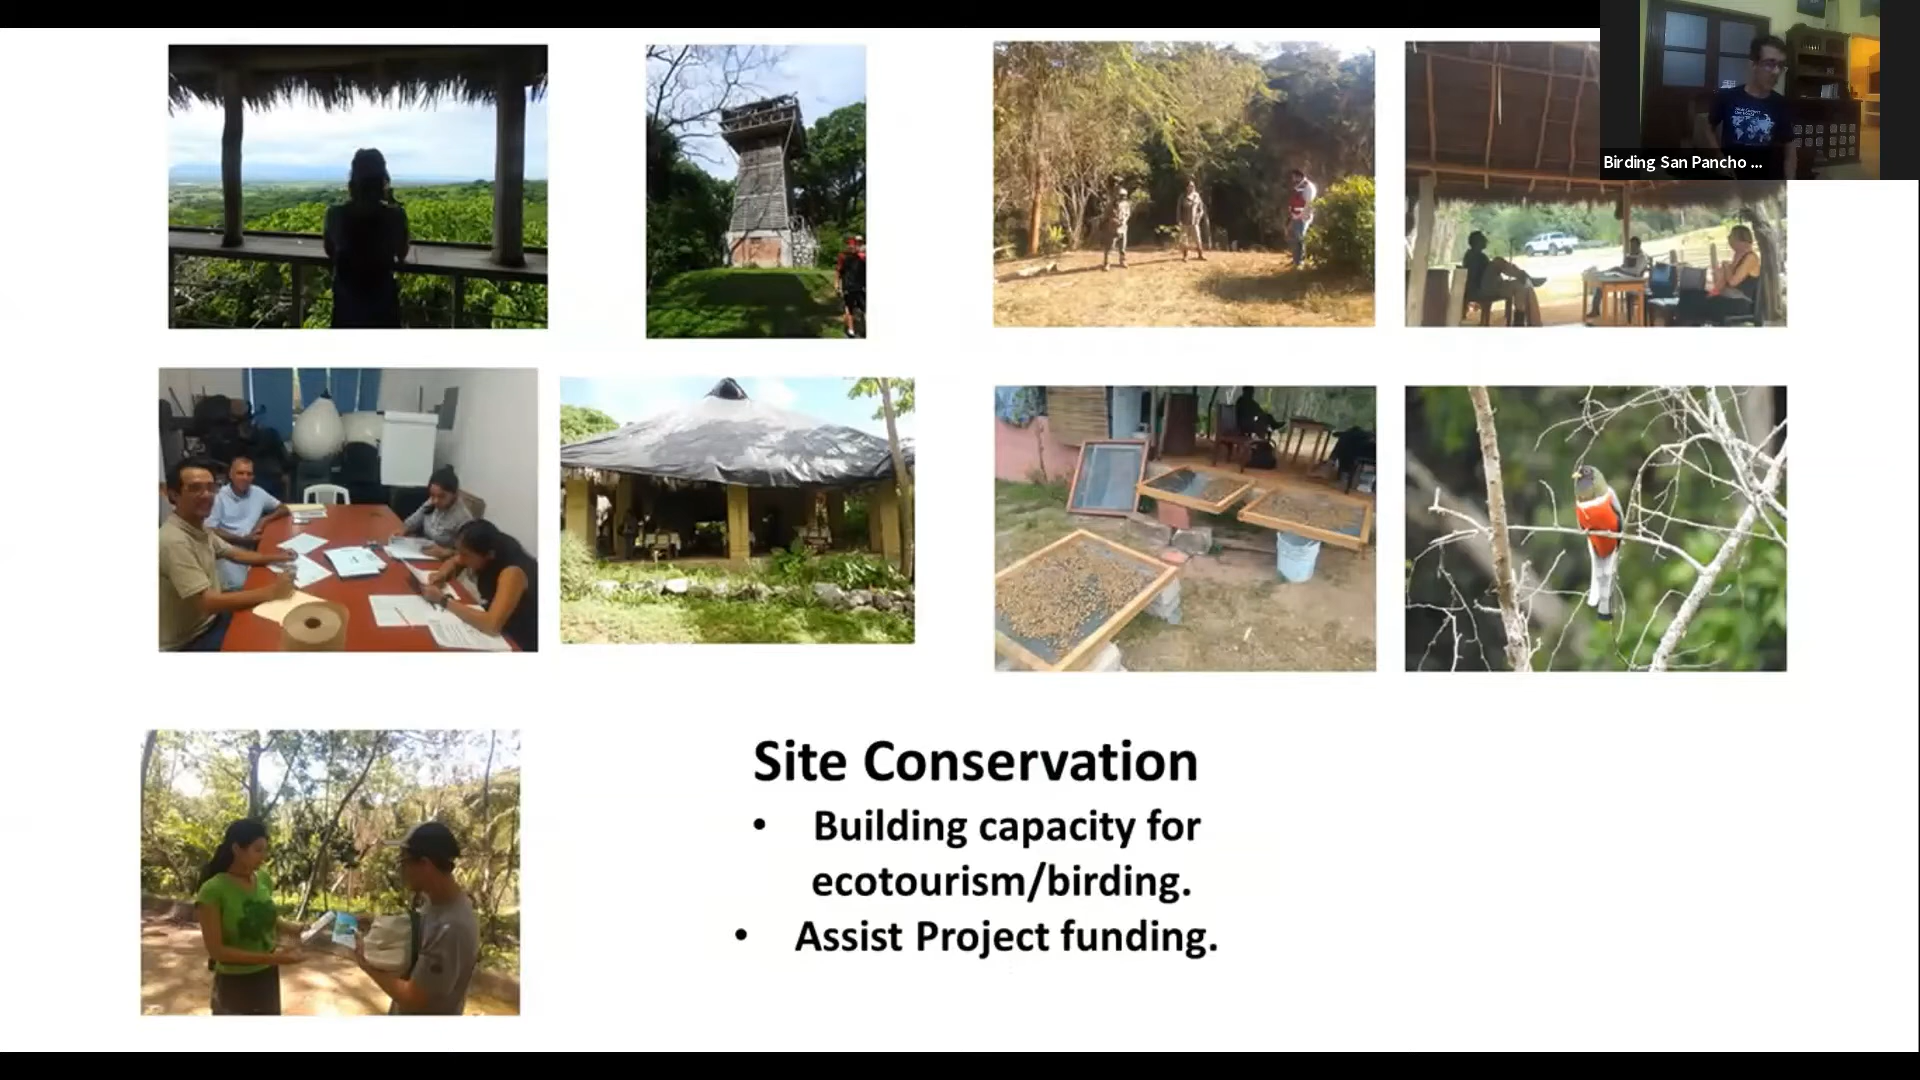 Birding San Pancho ...
Site Conservation
• Building capacity for
ecotourism/birding.
• Assist Project funding.